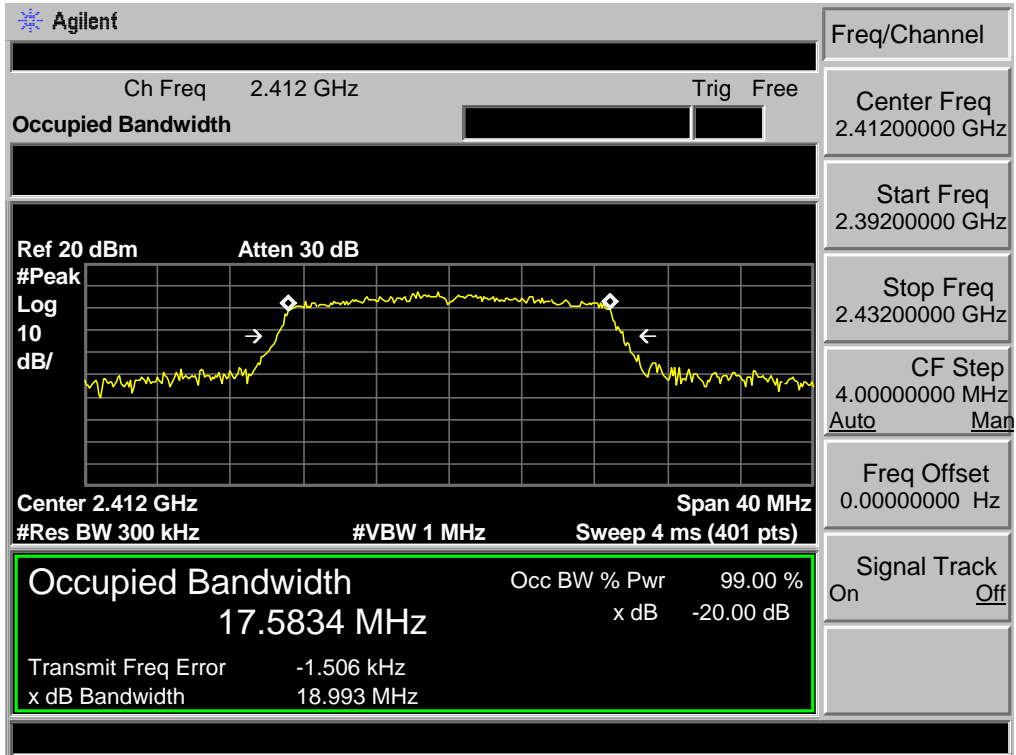 Agilent
Freq/Channel
Ch Freq 2.412 GHz Trig Free
Occupied Bandwidth
Center Freq
2.41200000 GHz
Start Freq
2.39200000 GHz
Stop Freq
2.43200000 GHz
CF Step
4.00000000 MHz
Auto Man
Freq Offset
0.00000000 Hz
Signal Track
On Off
Ref 20 dBm Atten 30 dB
#Peak
Log
10
dB/
Center 2.412 GHz Span 40 MHz
#Res BW 300 kHz #VBW 1 MHz Sweep 4 ms (401 pts)
Occupied Bandwidth Occ BW % Pwr 99.00 %
17.5834 MHz x dB -20.00 dB
Transmit Freq Error -1.506 kHz
x dB Bandwidth 18.993 MHz